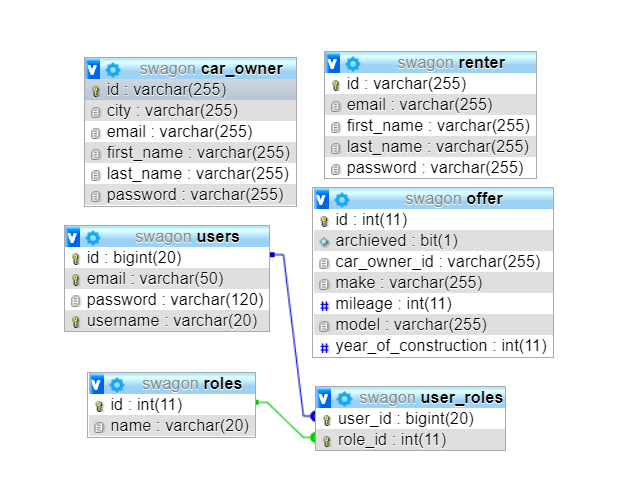 swagon car_owner
id : varchar(255)
city : varchar(255)
email : varchar(255)
first_name : varchar(255)
last_name : varchar(255)
password : varchar(255)
swagon renter
id : varchar(255)
email : varchar(255)
first_name : varchar(255)
last_name : varchar(255)
password : varchar(255)
swagon users
id : bigint(20)
email : varchar(50)
password : varchar(120)
username : varchar(20)
swagon offer
id : int(11)
archieved : bit(1)
car_owner_id : varchar(255)
make : varchar(255)
# mileage : int(11)
model : varchar(255)
# year_of_construction : int(11)
swagon roles
id : int(11)
name : varchar(20)
swagon user_roles
user_id : bigint(20)
role_id : int(11)